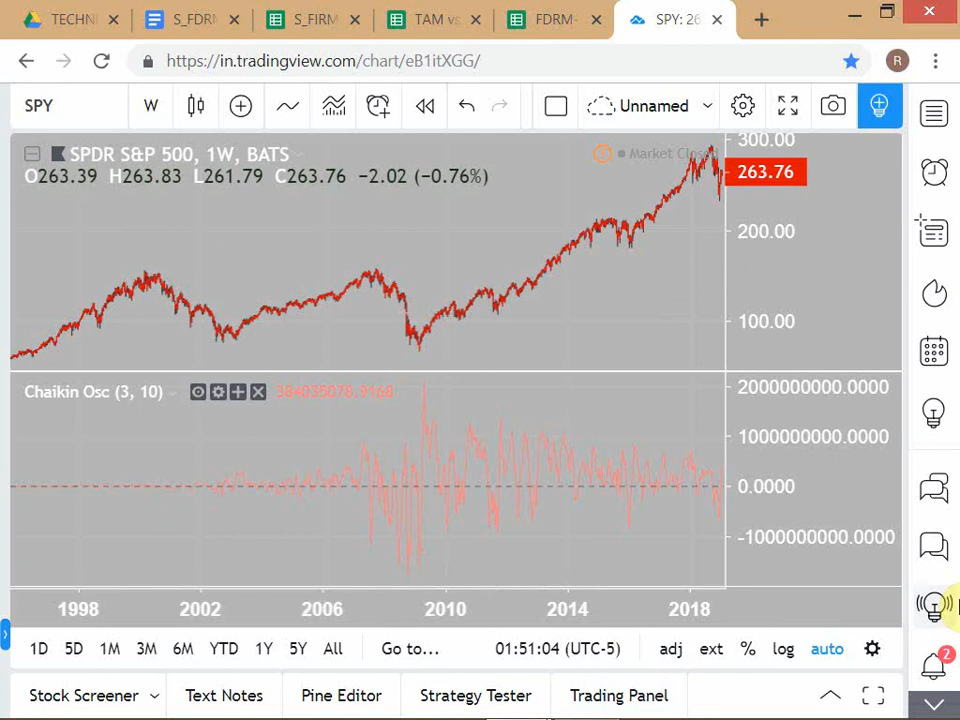 TECHNI
S_FDRM
S_FIRM
TAM vs
FDRM-
SPY: 26
https://in.tradingview.com/chart/eB1itXGG/
R
SPY W Unnamed
SPDR S&P 500, 1W, BATS
Market Closed
O263.39 H263.83 L261.79 C263.76 −2.02 (−0.76%)
300.00
263.76
200.00
100.00
Chaikin Osc (3, 10) 384035078.9168
2000000000.0000
1000000000.0000
0.0000
-1000000000.0000
1998 2002 2006 2010 2014 2018
1D 5D 1M 3M 6M YTD 1Y 5Y All Go to... 01:51:04 (UTC-5) adj ext % log auto
2
Stock Screener Text Notes Pine Editor Strategy Tester Trading Panel